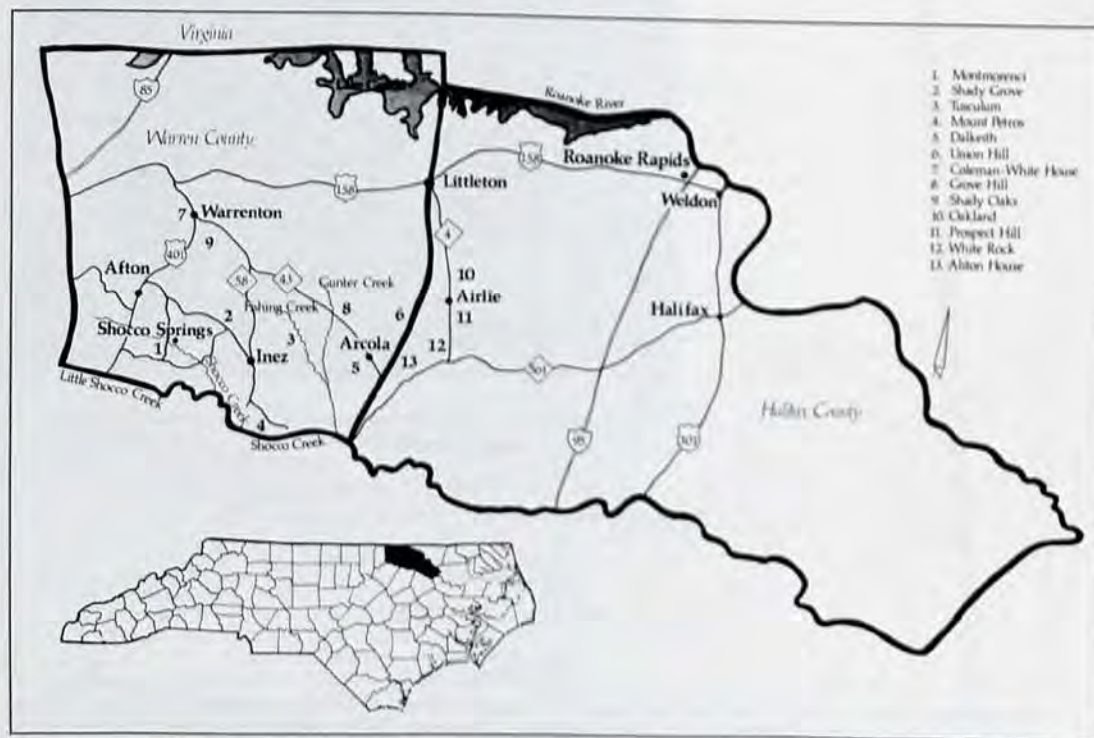 Virginia
85
Roanoke River
Warren County
158
Roanoke Rapids
158
Littleton
Weldon
7 Warrenton
9
4
401
10
Afton
58
43
Gunter Creek
Airlie
Fishing Creek
8
6
11
Halifax
Shocco Springs
2
3
Arcola
12
1
Inez
5
13
301
Little Shocco Creek
Shocco Creek
4
Shocco Creek
Halifax County
95
301
1. Montmorenci
2. Shady Grove
3. Tusculum
4. Mount Petros
5. Dalkeith
6. Union Hill
7. Coleman-White House
8. Grove Hill
9. Shady Oaks
10. Oakland
11. Prospect Hill
12. White Rock
13. Alston House